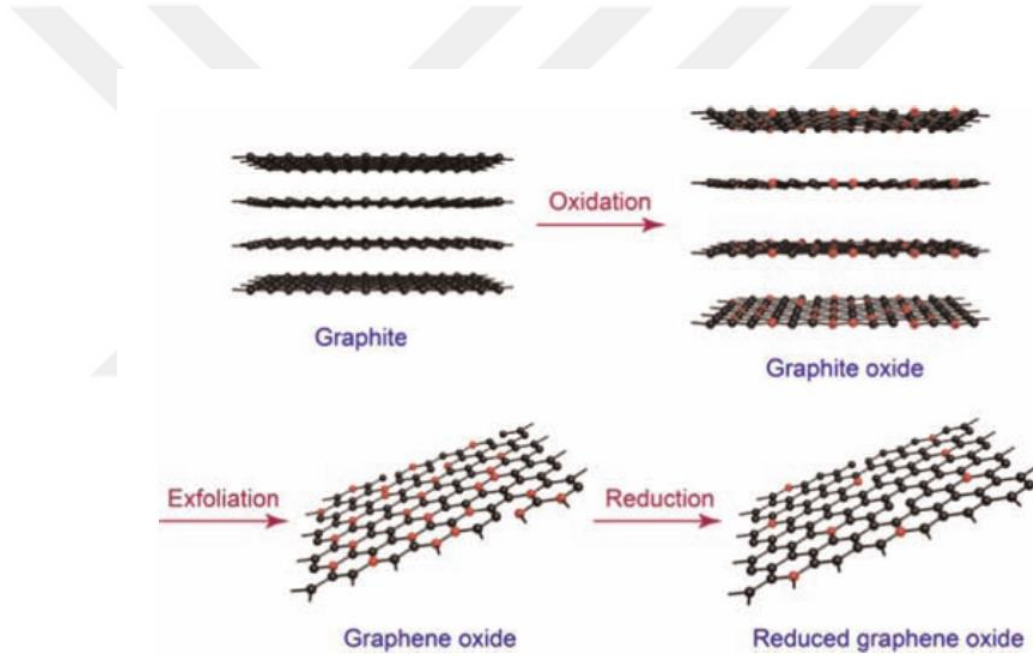 Oxidation
Graphite
Graphite oxide
Exfoliation
Reduction
Graphene oxide
Reduced graphene oxide